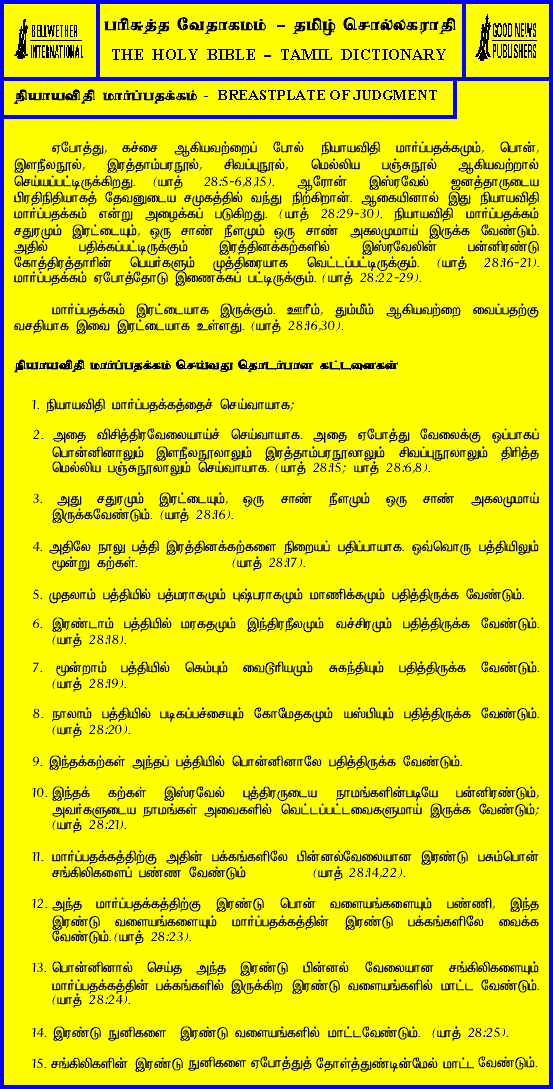 BELLWETHER
INTERNATIONAL
பரிசுத்த வேதாகமம் – தமிழ் சொல்லகராதி
THE HOLY BIBLE – TAMIL DICTIONARY
GOOD NEWS
PUBLISHERS
நியாயவிதி மார்ப்பதக்கம் - BREASTPLATE OF JUDGMENT
ஏபோத்து, கச்சை ஆகியவற்றைப் போல் நியாயவிதி மார்ப்பதக்கமும், பொன்,
இளநீலநூல், இரத்தாம்பரநூல், சிவப்புநூல், மெல்லிய பஞ்சுநூல் ஆகியவற்றால்
செய்யப்பட்டிருக்கிறது. (யாத் 28:5-6,8,15). ஆரோன் இஸ்ரவேல் ஜனத்தாருடைய
பிரதிநிதியாகத் தேவனுடைய சமுகத்தில் வந்து நிற்கிறான். ஆகையினால் இது நியாயவிதி
மார்ப்பதக்கம் என்று அழைக்கப் படுகிறது. (யாத் 28:29-30). நியாயவிதி மார்ப்பதக்கம்
சதுரமும் இரட்டையும், ஒரு சாண் நீளமும் ஒரு சாண் அகலமுமாய் இருக்க வேண்டும்.
அதில் பதிக்கப்பட்டிருக்கும் இரத்தினக்கற்களில் இஸ்ரவேலின் பன்னிரண்டு
கோத்திரத்தாரின் பெயர்களும் முத்திரையாக வெட்டப்பட்டிருக்கும். (யாத் 28:16-21).
மார்ப்பதக்கம் ஏபோத்தோடு இணைக்கப் பட்டிருக்கும். (யாத் 28:22-29).
மார்ப்பதக்கம் இரட்டையாக இருக்கும். ஊரீம், தும்மீம் ஆகியவற்றை வைப்பதற்கு
வசதியாக இவை இரட்டையாக உள்ளது. (யாத் 28:16,30).
நியாயவிதி மார்ப்பதக்கம் செய்வது தொடர்பான கட்டளைகள்
1. நியாயவிதி மார்ப்பதக்கத்தைச் செய்வாயாக;
2. அதை விசித்திரவேலையாய்ச் செய்வாயாக. அதை ஏபோத்து வேலைக்கு ஒப்பாகப்
பொன்னினாலும் இளநீலநூலாலும் இரத்தாம்பரநூலாலும் சிவப்புநூலாலும் திரித்த
மெல்லிய பஞ்சுநூலாலும் செய்வாயாக. (யாத் 28:15; யாத் 28:6,8).
3. அது சதுரமும் இரட்டையும், ஒரு சாண் நீளமும் ஒரு சாண் அகலமுமாய்
இருக்கவேண்டும். (யாத் 28:16).
4. அதிலே நாலு பத்தி இரத்தினக்கற்களை நிறையப் பதிப்பாயாக. ஒவ்வொரு பத்தியிலும்
மூன்று கற்கள். (யாத் 28:17).
5. முதலாம் பத்தியில் பத்மராகமும் புஷ்பராகமும் மாணிக்கமும் பதித்திருக்க வேண்டும்.
6. இரண்டாம் பத்தியில் மரகதமும் இந்திரநீலமும் வச்சிரமும் பதித்திருக்க வேண்டும்.
(யாத் 28:18).
7. மூன்றாம் பத்தியில் கெம்பும் வைடூரியமும் சுகந்தியும் பதித்திருக்க வேண்டும்.
(யாத் 28:19).
8. நாலாம் பத்தியில் படிகப்பச்சையும் கோமேதகமும் யஸ்பியும் பதித்திருக்க வேண்டும்.
(யாத் 28:20).
9. இந்தக்கற்கள் அந்தப் பத்தியில் பொன்னினாலே பதித்திருக்க வேண்டும்.
10. இந்தக் கற்கள் இஸ்ரவேல் புத்திரருடைய நாமங்களின்படியே பன்னிரண்டும்,
அவர்களுடைய நாமங்கள் அவைகளில் வெட்டப்பட்டவைகளுமாய் இருக்க வேண்டும்;
(யாத் 28:21).
11. மார்ப்பதக்கத்திற்கு அதின் பக்கங்களிலே பின்னல்வேலையான இரண்டு பசும்பொன்
சங்கிலிகளைப் பண்ண வேண்டும் (யாத் 28:14,22).
12. அந்த மார்ப்பதக்கத்திற்கு இரண்டு பொன் வளையங்களையும் பண்ணி, இந்த
இரண்டு வளையங்களையும் மார்ப்பதக்கத்தின் இரண்டு பக்கங்களிலே வைக்க
வேண்டும். (யாத் 28:23).
13. பொன்னினால் செய்த அந்த இரண்டு பின்னல் வேலையான சங்கிலிகளையும்
மார்ப்பதக்கத்தின் பக்கங்களில் இருக்கிற இரண்டு வளையங்களில் மாட்ட வேண்டும்.
(யாத் 28:24).
14. இரண்டு நுனிகளை இரண்டு வளையங்களில் மாட்டவேண்டும். (யாத் 28:25).
15. சங்கிலிகளின் இரண்டு நுனிகளை ஏபோத்துத் தோள்த்துண்டின்மேல் மாட்ட வேண்டும்.